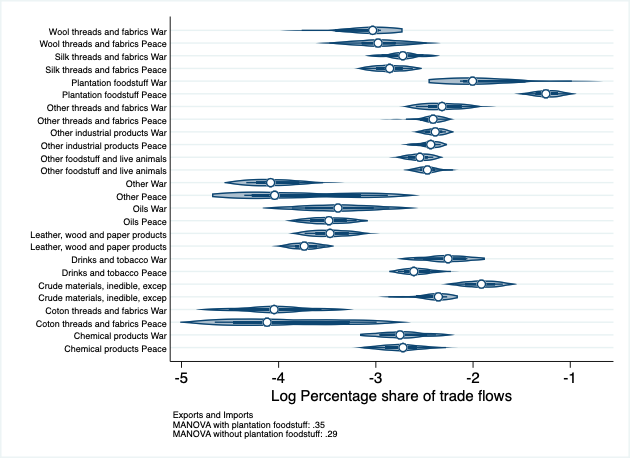 Wool threads and fabrics War
Wool threads and fabrics Peace
Silk threads and fabrics War
Silk threads and fabrics Peace
Plantation foodstuff War
Plantation foodstuff Peace
Other threads and fabrics War
Other threads and fabrics Peace
Other industrial products War
Other industrial products Peace
Other foodstuff and live animals
Other foodstuff and live animals
Other War
Other Peace
Oils War
Oils Peace
Leather, wood and paper products
Leather, wood and paper products
Drinks and tobacco War
Drinks and tobacco Peace
Crude materials, inedible, excep
Crude materials, inedible, excep
Coton threads and fabrics War
Coton threads and fabrics Peace
Chemical products War
Chemical products Peace
-5 -4 -3 -2 -1
Log Percentage share of trade flows
Exports and Imports
MANOVA with plantation foodstuff: .35
MANOVA without plantation foodstuff: .29